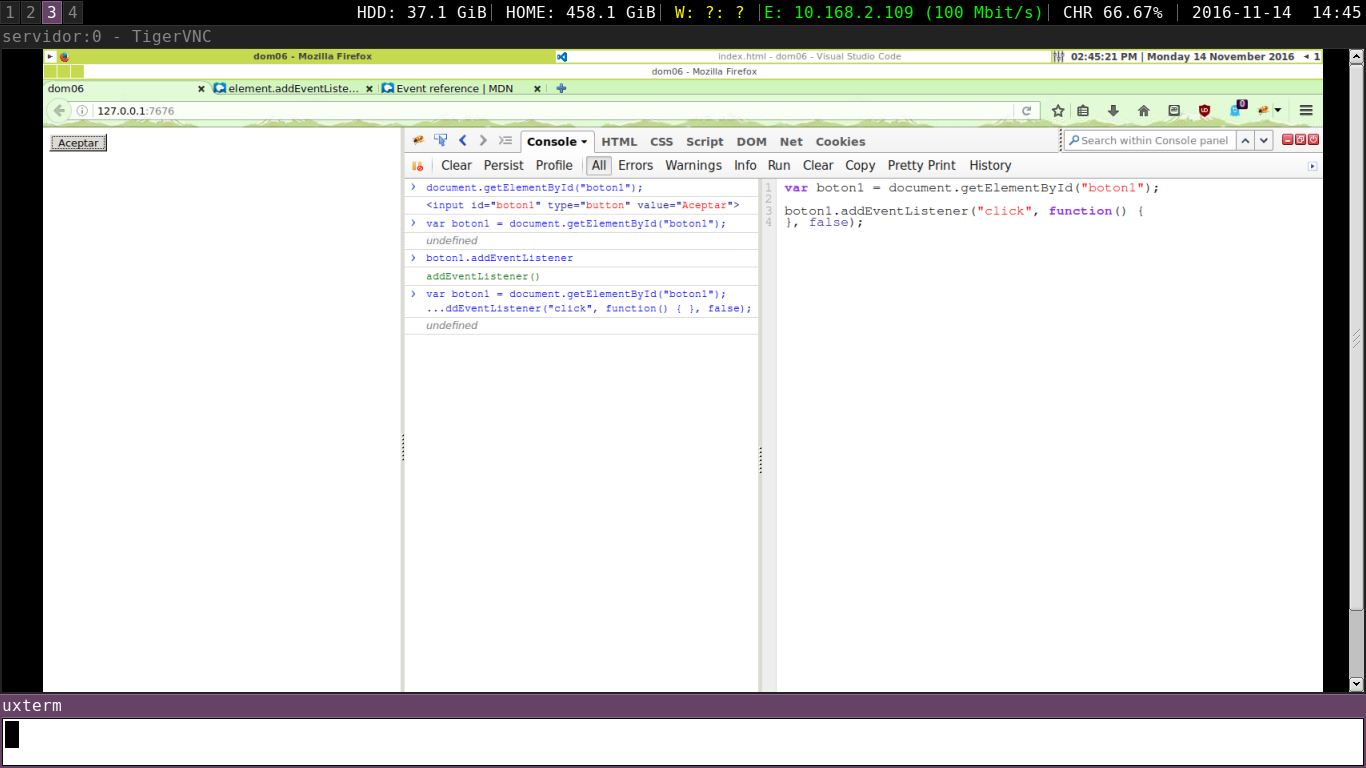 1 2 3 4 HDD: 37.1 GiB| HOME: 458.1 GiB| W: ?: ? |E: 10.168.2.109 (100 Mbit/s)| CHR 66.67% | 2016-11-14 14:45
servidor:0 - TigerVNC
dom06 - Mozilla Firefox index.html - dom06 - Visual Studio Code 02:45:21 PM | Monday 14 November 2016 1
dom06 - Mozilla Firefox
dom06 element.addEventListe... Event reference | MDN
127.0.0.1:7676 0
Aceptar
Console HTML CSS Script DOM Net Cookies Search within Console panel
Clear Persist Profile All Errors Warnings Info Run Clear Copy Pretty Print History
document.getElementById("boton1");
<input id="boton1" type="button" value="Aceptar">
var boton1 = document.getElementById("boton1");
undefined
boton1.addEventListener
addEventListener()
var boton1 = document.getElementById("boton1");
...ddEventListener("click", function() { }, false);
undefined
1 var boton1 = document.getElementById("boton1");
2
3 boton1.addEventListener("click", function() {
4 }, false);
uxterm